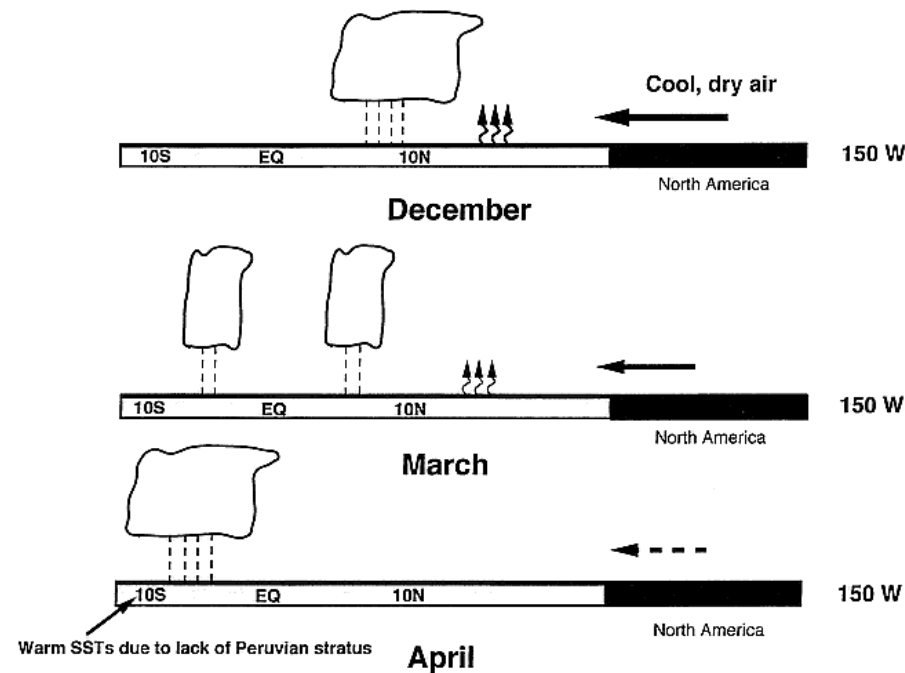 Cool, dry air
10S EQ 10N 150 W
North America
December
10S EQ 10N 150 W
North America
March
10S EQ 10N 150 W
North America
Warm SSTs due to lack of Peruvian stratus
April